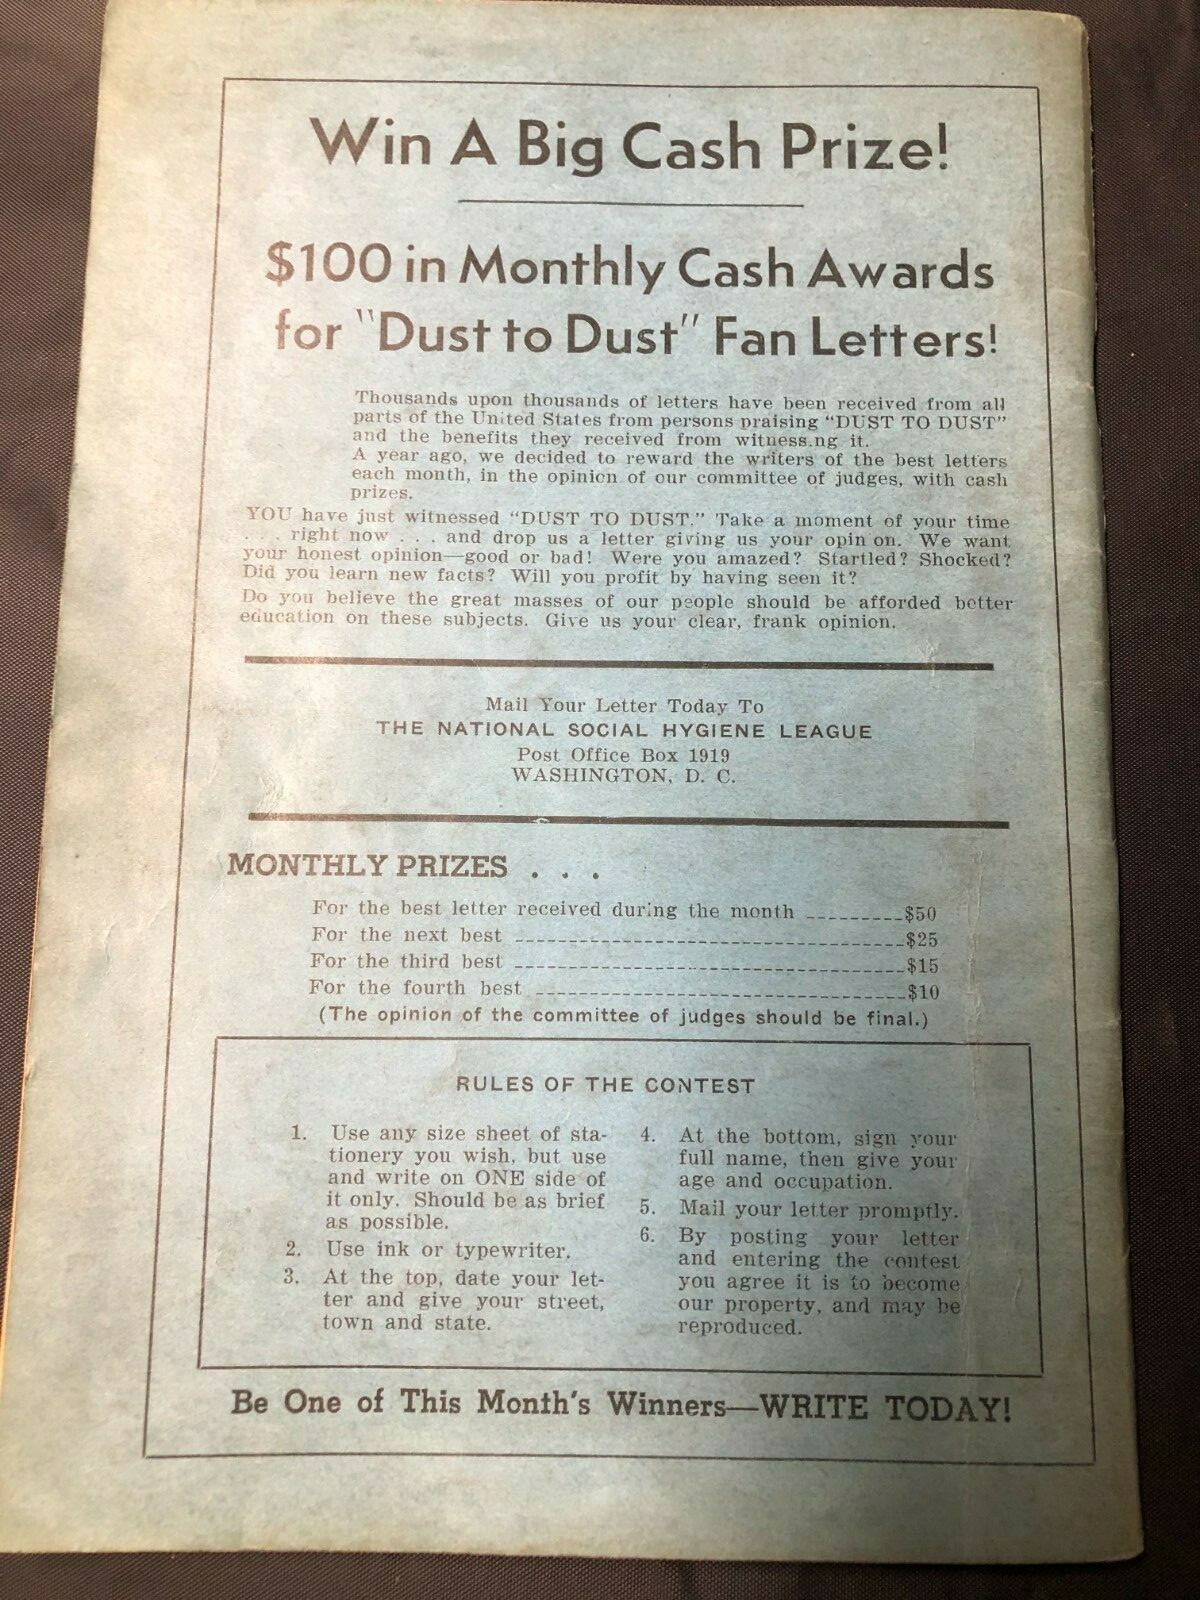 Win A Big Cash Prize!
$100 in Monthly Cash Awards
for "Dust to Dust" Fan Letters!
Thousands upon thousands of letters have been received from all
parts of the United States from persons praising "DUST TO DUST"
and the benefits they received from witness.ng it.
A year ago, we decided to reward the writers of the best letters
each month, in the opinion of our committee of judges, with cash
prizes.
YOU have just witnessed "DUST TO DUST." Take a moment of your time
. . . right now . . . and drop us a letter giving us your opin on. We want
your honest opinion—good or bad! Were you amazed? Startled? Shocked?
Did you learn new facts? Will you profit by having seen it?
Do you believe the great masses of our people should be afforded better
education on these subjects. Give us your clear, frank opinion.
Mail Your Letter Today To
THE NATIONAL SOCIAL HYGIENE LEAGUE
Post Office Box 1919
WASHINGTON, D. C.
MONTHLY PRIZES . . .
For the best letter received during the month ---------$50
For the next best ------------------------------------$25
For the third best ------------------------------------$15
For the fourth best ----------------------------------$10
(The opinion of the committee of judges should be final.)
RULES OF THE CONTEST
1. Use any size sheet of sta-
tionery you wish, but use
and write on ONE side of
it only. Should be as brief
as possible.
2. Use ink or typewriter.
3. At the top, date your let-
ter and give your street,
town and state.
4. At the bottom, sign your
full name, then give your
age and occupation.
5. Mail your letter promptly.
6. By posting your letter
and entering the contest
you agree it is to become
our property, and may be
reproduced.
Be One of This Month's Winners—WRITE TODAY!